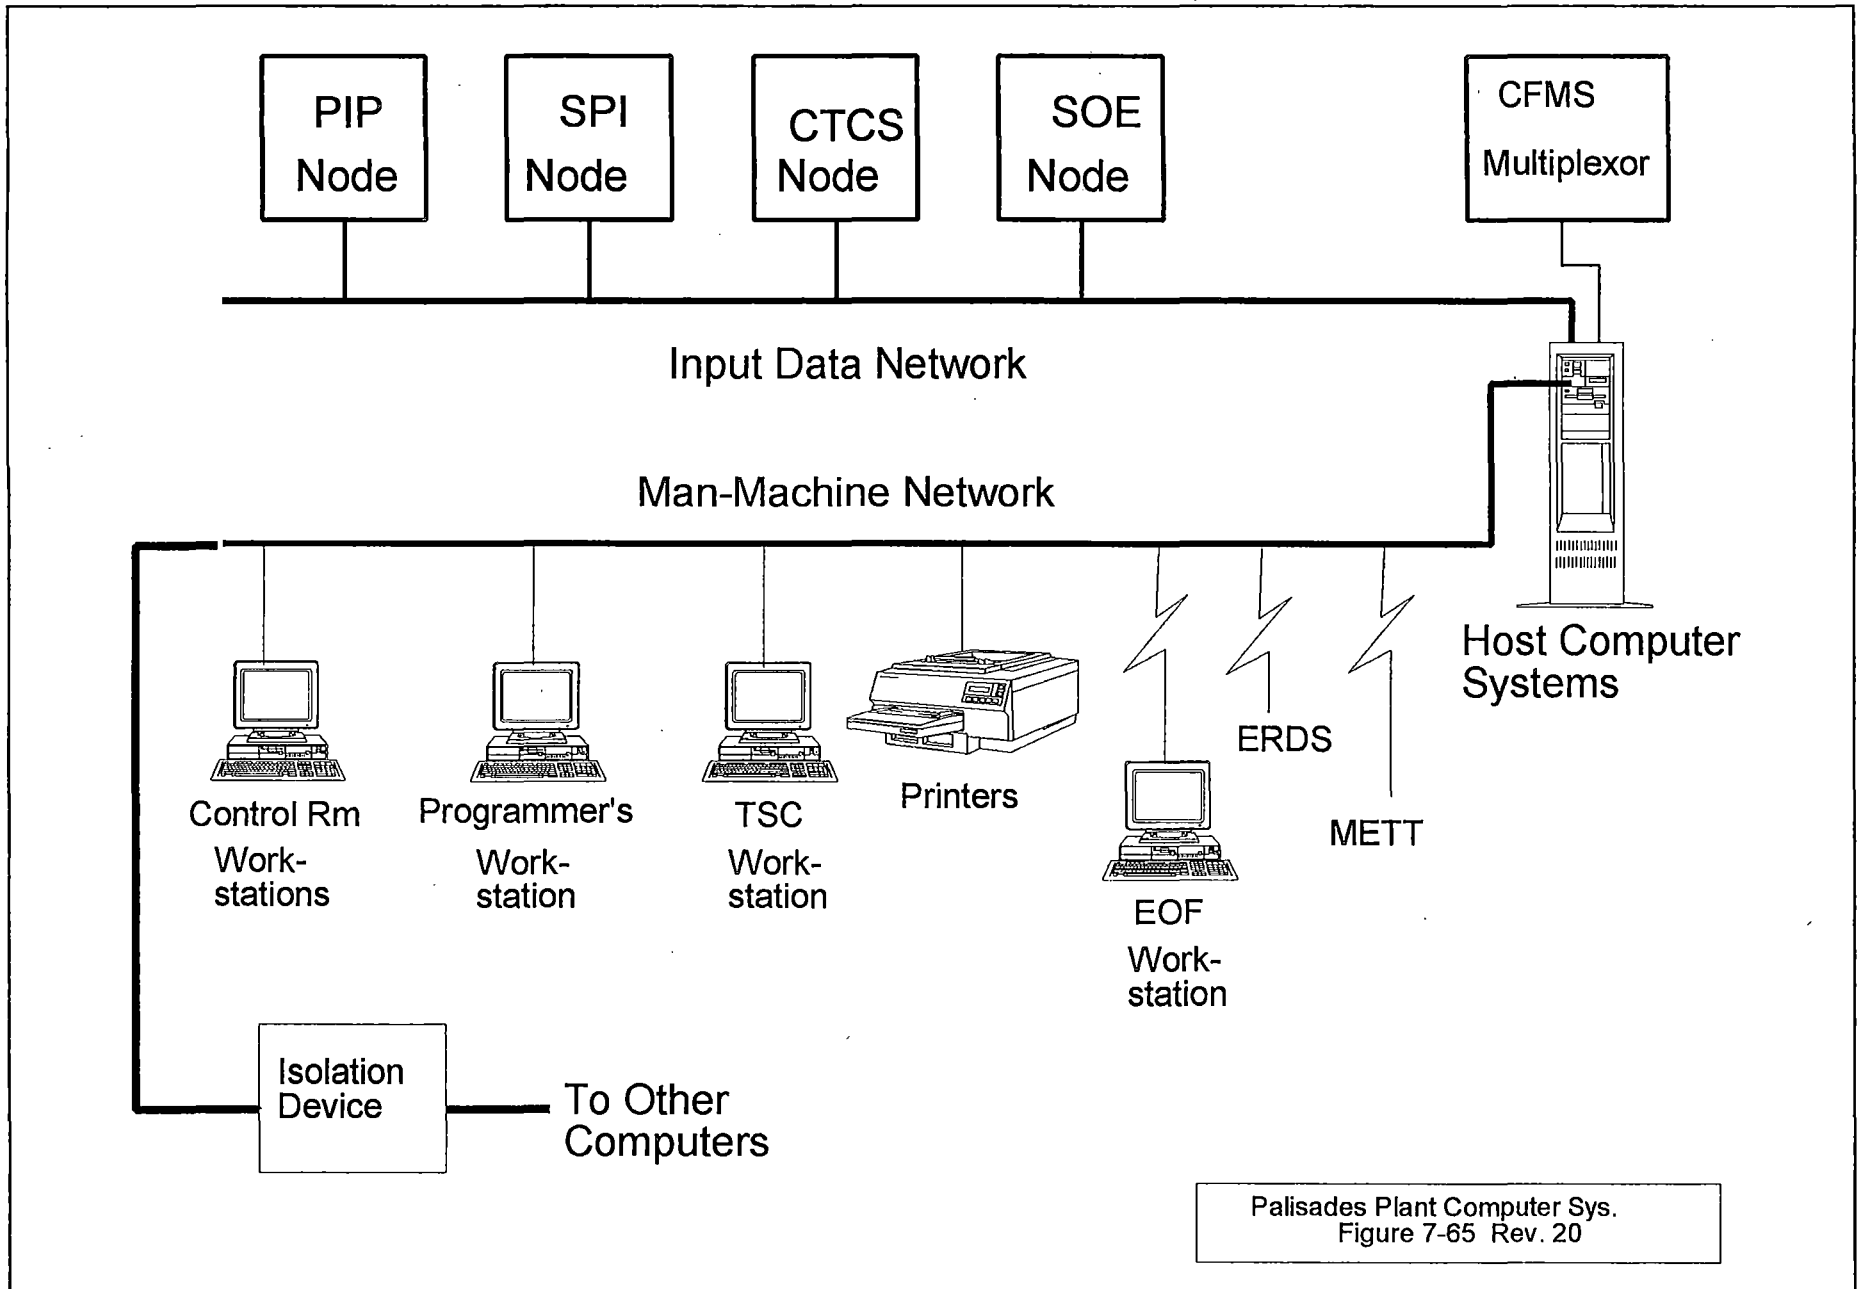 PIP
Node
SPI
Node
CTCS
Node
SOE
Node
CFMS
Multiplexor
Input Data Network
Man-Machine Network
Host Computer
Systems
Control Rm
Work-
stations
Programmer's
Work-
station
TSC
Work-
station
Printers
EOF
Work-
station
ERDS
METT
Isolation
Device
To Other
Computers
Palisades Plant Computer Sys.
Figure 7-65 Rev. 20